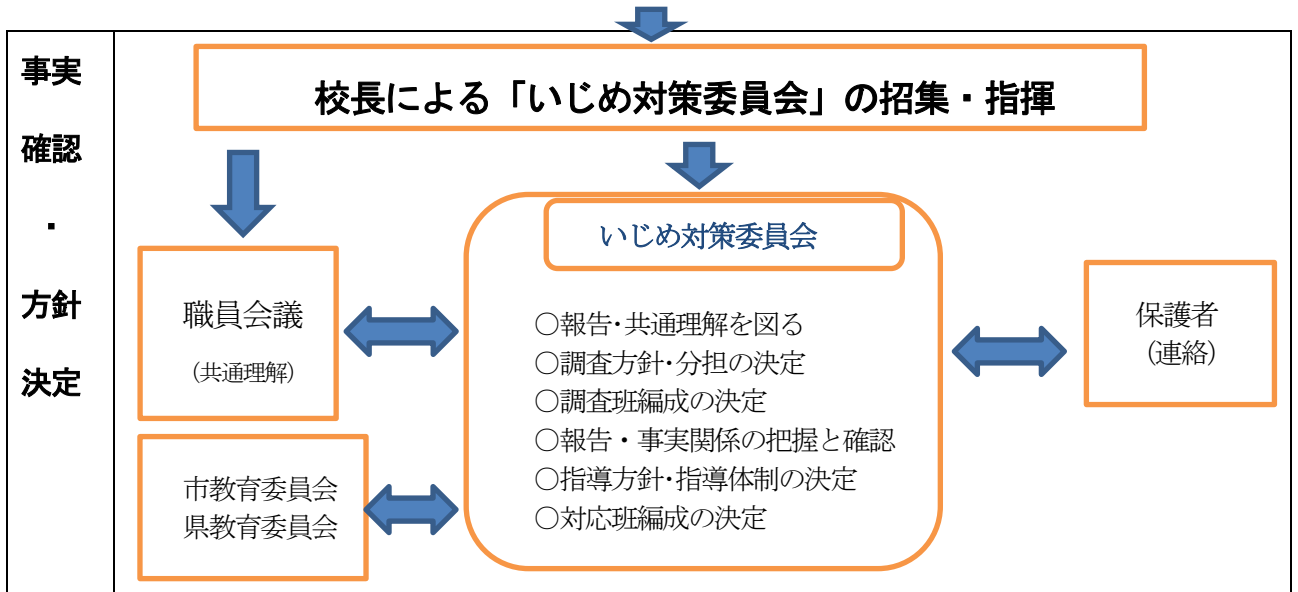 事実
確認
・
方針
決定
校長による「いじめ対策委員会」の招集・指揮
いじめ対策委員会
○報告・共通理解を図る
○調査方針・分担の決定
○調査班編成の決定
○報告・事実関係の把握と確認
○指導方針・指導体制の決定
○対応班編成の決定
職員会議
(共通理解)
市教育委員会
県教育委員会
保護者
(連絡)